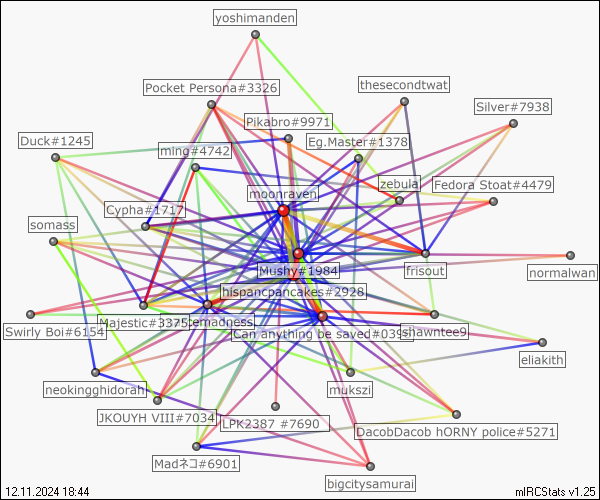 yoshimanden
Pocket Persona#3326
thesecondtwat
Silver#7938
Pikabro#9971
Duck#1245
ming#4742
Eg.Master#1378
moonraven
zebula
Fedora Stoat#4479
Cypha#1717
somass
Mushy#1984
frisout
normalwan
hispancpancakes#2928
Swirly Boi#6154
Majestic#3375
cemadness
Can anything be saved#039
shawntee9
eliakith
neokingghidorah
mukszi
JKOUYH VIII#7034
LPK2387 #7690
DacobDacob hORNY police#5271
Madネコ#6901
bigcitysamurai
12.11.2024 18:44
mIRCStats v1.25